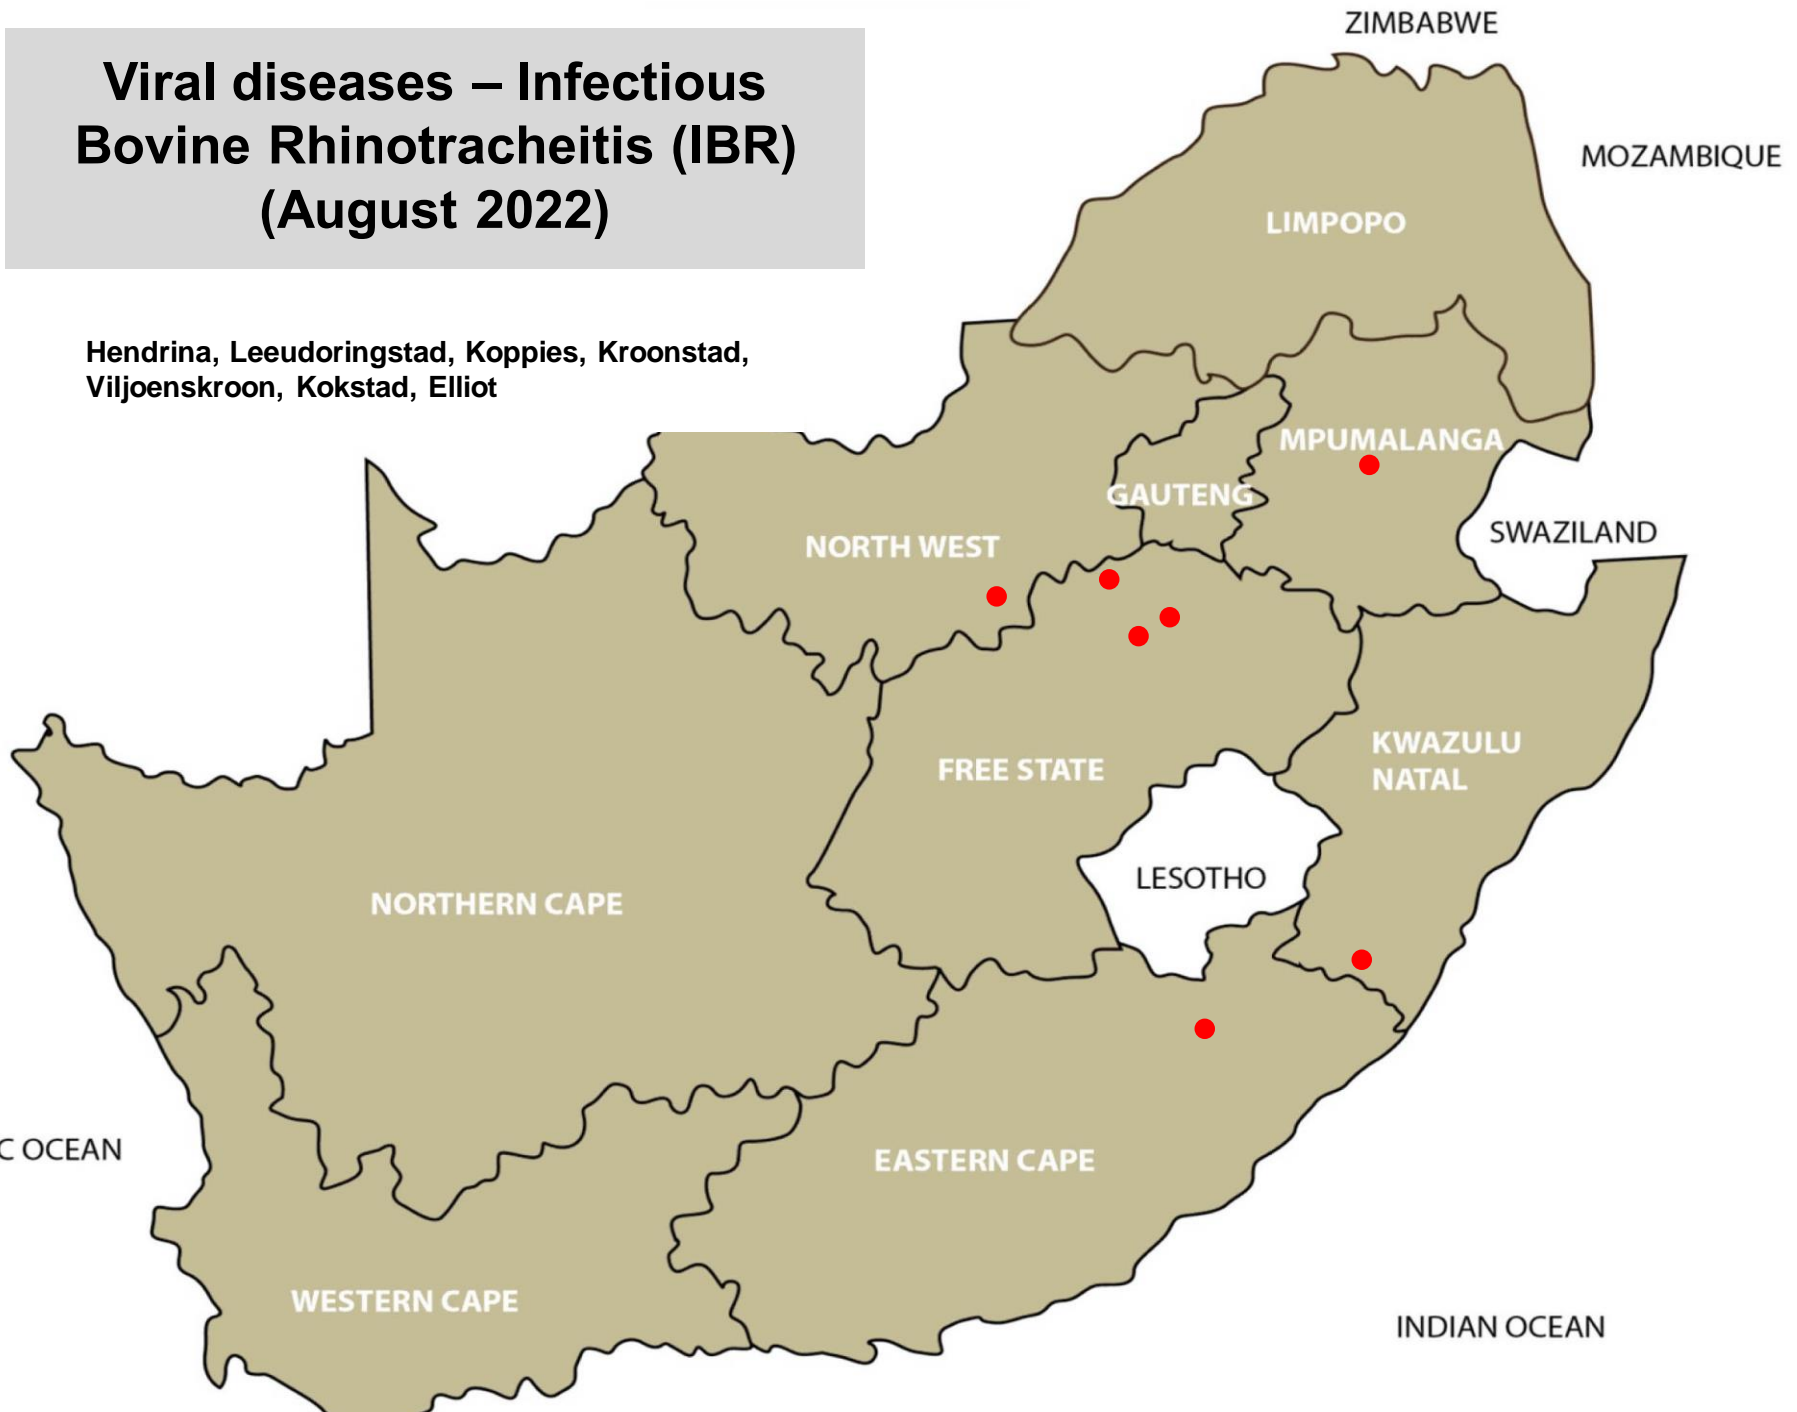 ZIMBABWE
Viral diseases – Infectious
Bovine Rhinotracheitis (IBR)
(August 2022)
MOZAMBIQUE
LIMPOPO
Hendrina, Leeudoringstad, Koppies, Kroonstad,
Viljoenskroon, Kokstad, Elliot
MPUMALANGA
GAUTENG
SWAZILAND
NORTH WEST
KWAZULU
NATAL
FREE STATE
LESOTHO
NORTHERN CAPE
C OCEAN
EASTERN CAPE
WESTERN CAPE
INDIAN OCEAN